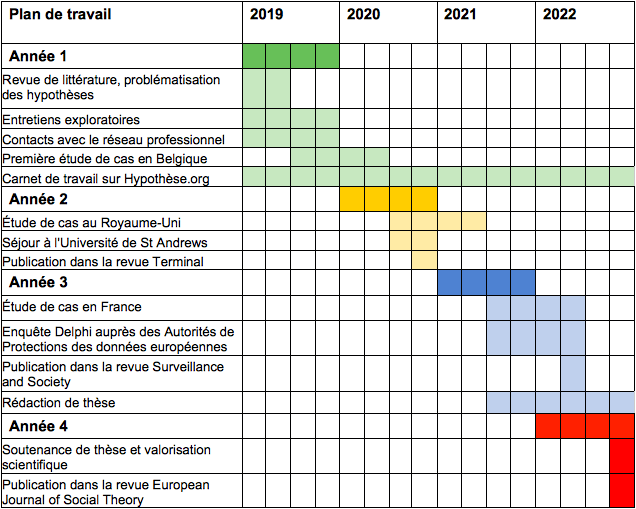 Plan de travail 2019 2020 2021 2022
Année 1
Revue de littérature, problématisation
des hypothèses
Entretiens exploratoires
Contacts avec le réseau professionnel
Première étude de cas en Belgique
Carnet de travail sur Hypothèse.org
Année 2
Étude de cas au Royaume-Uni
Séjour à l'Université de St Andrews
Publication dans la revue Terminal
Année 3
Étude de cas en France
Enquête Delphi auprès des Autorités de
Protections des données européennes
Publication dans la revue Surveillance
and Society
Rédaction de thèse
Année 4
Soutenance de thèse et valorisation
scientifique
Publication dans la revue European
Journal of Social Theory